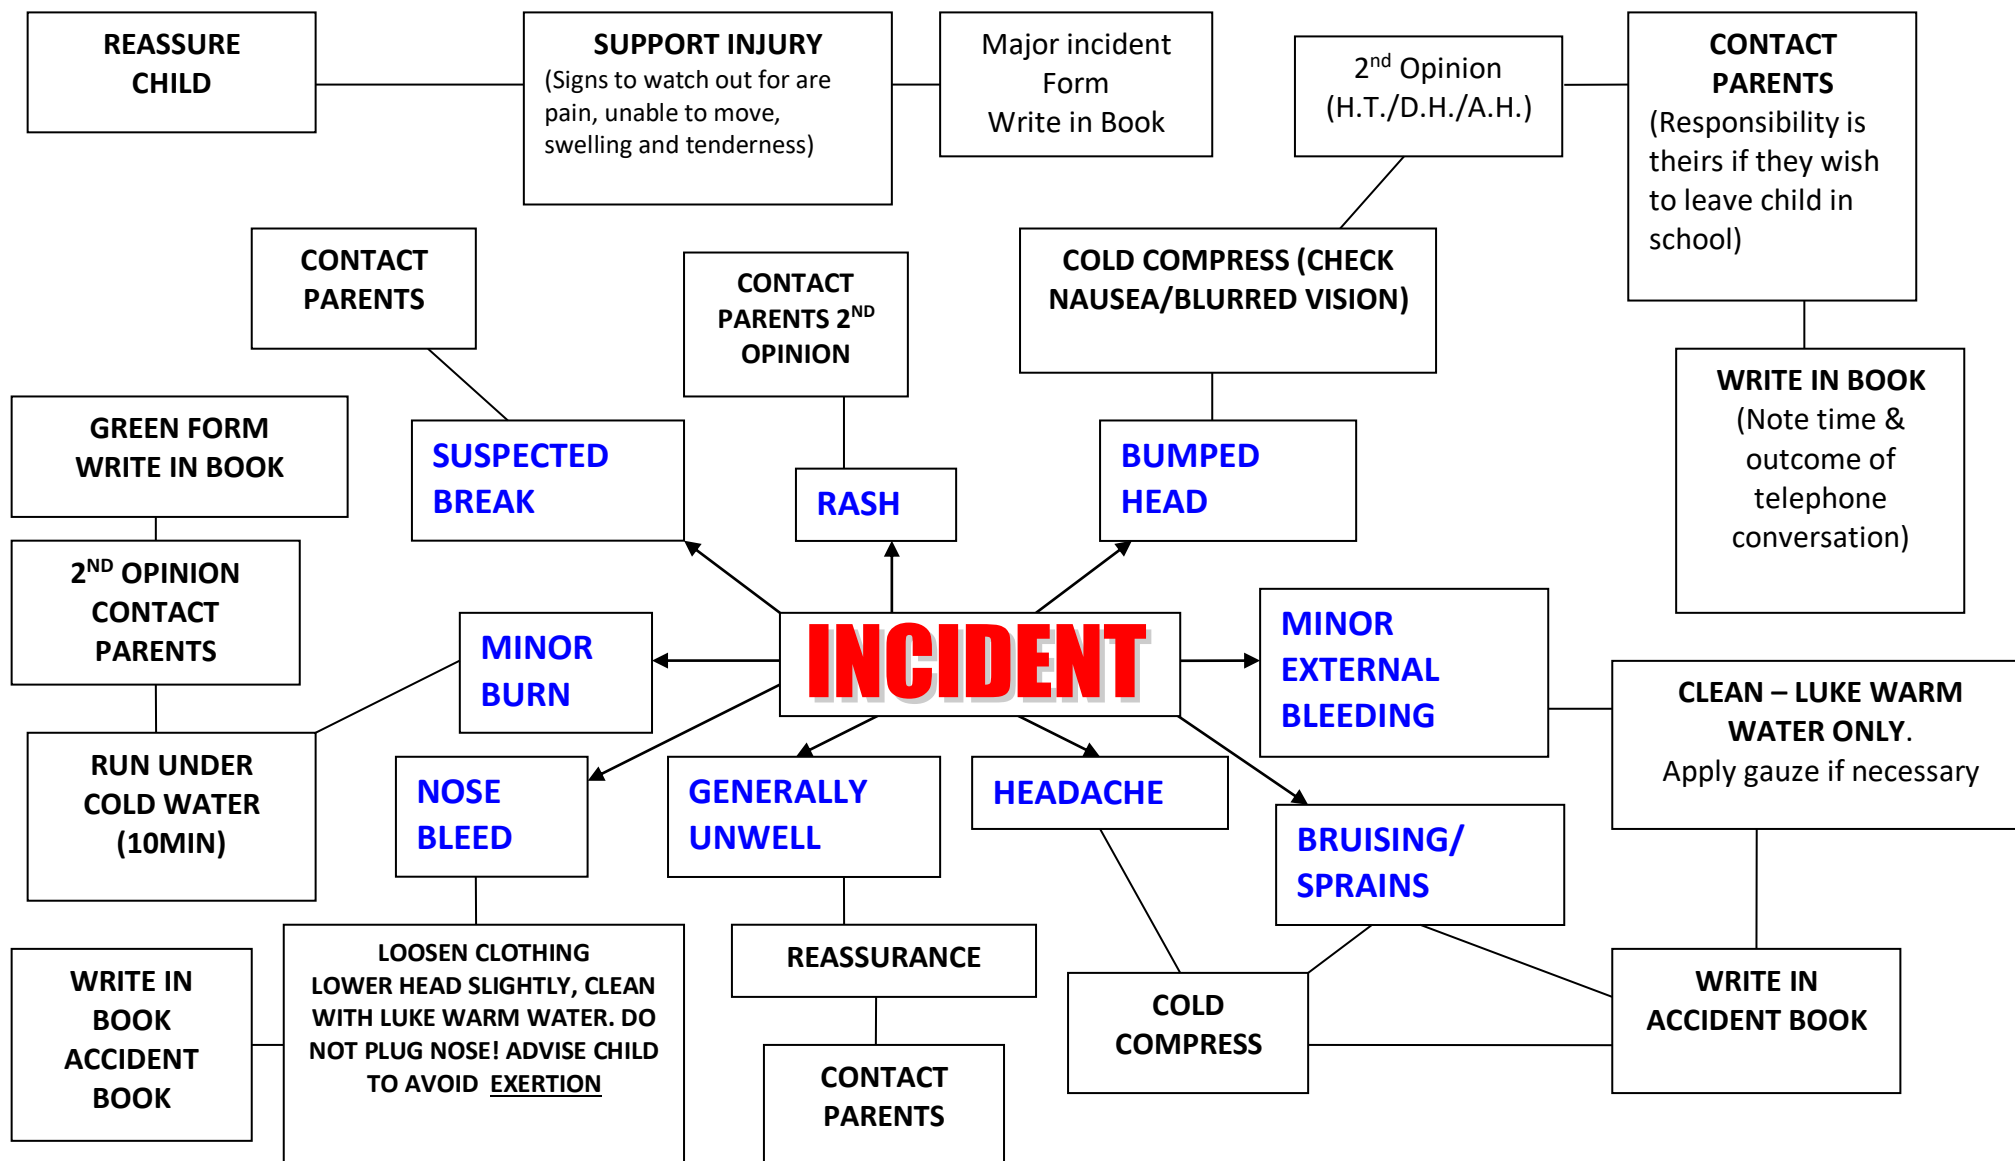 REASSURE
CHILD
SUPPORT INJURY
(Signs to watch out for are
pain, unable to move,
swelling and tenderness)
Major incident
Form
Write in Book
2nd Opinion
(H.T./D.H./A.H.)
CONTACT
PARENTS
(Responsibility is
theirs if they wish
to leave child in
school)
CONTACT
PARENTS
CONTACT
PARENTS 2ND
OPINION
COLD COMPRESS (CHECK
NAUSEA/BLURRED VISION)
WRITE IN BOOK
(Note time &
outcome of
telephone
conversation)
GREEN FORM
WRITE IN BOOK
SUSPECTED
BREAK
RASH
BUMPED
HEAD
2ND OPINION
CONTACT
PARENTS
MINOR
BURN
INCIDENT
MINOR
EXTERNAL
BLEEDING
CLEAN – LUKE WARM
WATER ONLY.
Apply gauze if necessary
RUN UNDER
COLD WATER
(10MIN)
NOSE
BLEED
GENERALLY
UNWELL
HEADACHE
BRUISING/
SPRAINS
WRITE IN
BOOK
ACCIDENT
BOOK
LOOSEN CLOTHING
LOWER HEAD SLIGHTLY, CLEAN
WITH LUKE WARM WATER. DO
NOT PLUG NOSE! ADVISE CHILD
TO AVOID EXERTION
REASSURANCE
CONTACT
PARENTS
COLD
COMPRESS
WRITE IN
ACCIDENT BOOK